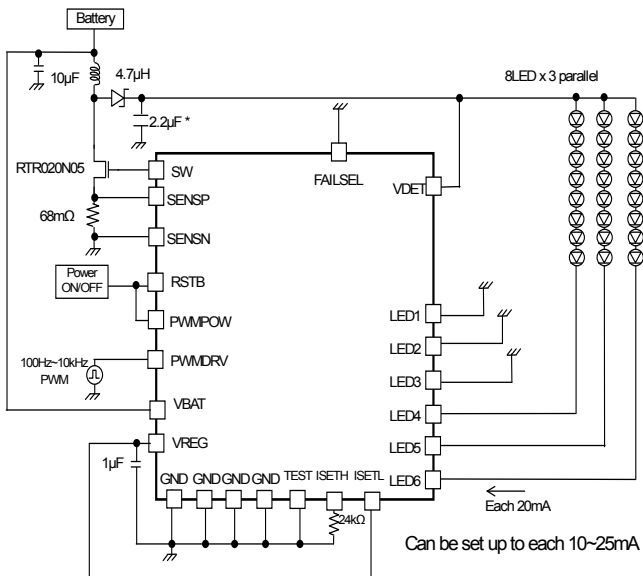 Battery
10μF
4.7μH
2.2μF *
8LED x 3 parallel
RTR020N05
SW
FAILSEL
VDET
SENSP
68mΩ
SENSN
Power
ON/OFF
RSTB
PWMPOW
LED1
LED2
100Hz~10kHz
PWM
PWMDRV
LED3
VBAT
LED4
VREG
LED5
1μF
GND
GND
GND
GND
TEST
ISETH
ISETL
LED6
24kΩ
Each 20mA
Can be set up to each 10~25mA